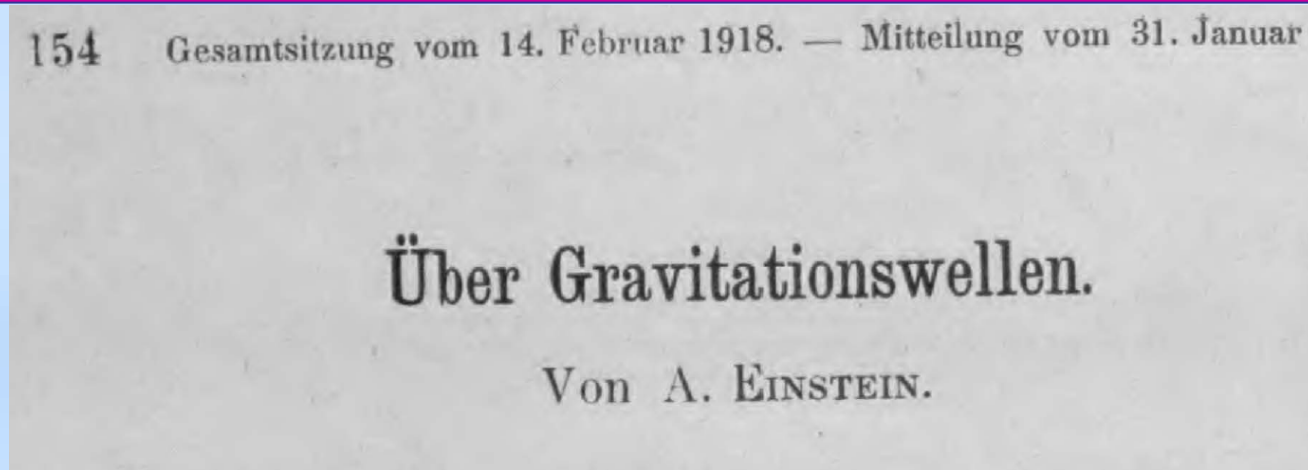 154 Gesamtsitzung vom 14. Februar 1918. — Mitteilung vom 31. Januar
Über Gravitationswellen.
Von A. Einstein.